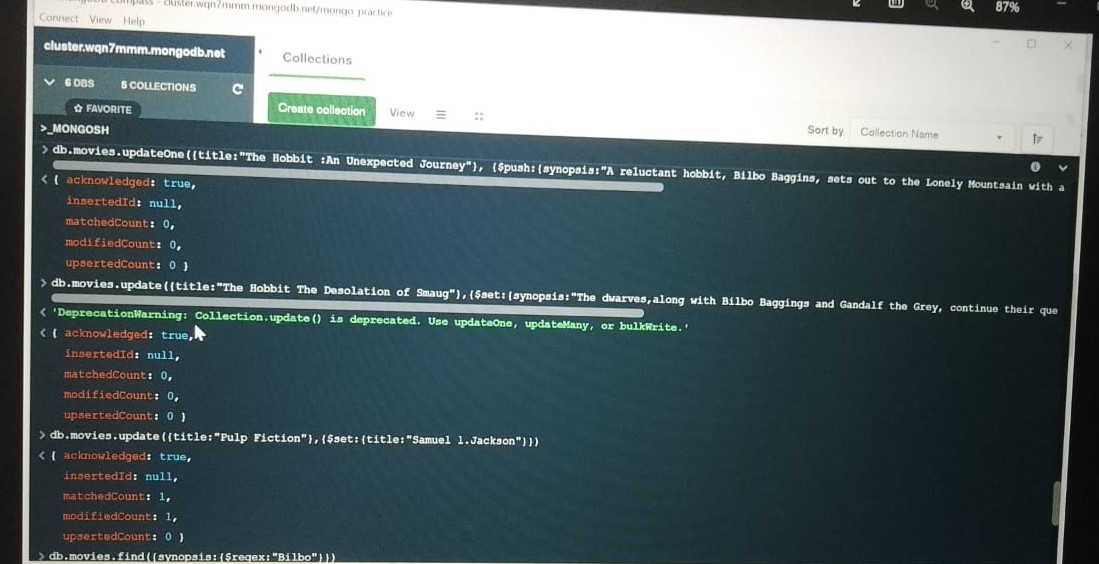 Compass - cluster.wqn7mmm.mongodb.net/mongo_practice
87%
Connect View Help
cluster.wqn7mmm.mongodb.net
6 DBS 5 COLLECTIONS
FAVORITE
Collections
Create collection
View
Sort by
Collection Name
>_MONGOSH
> db.movies.updateOne({title:"The Hobbit :An Unexpected Journey"}, {$push:{synopsis:"A reluctant hobbit, Bilbo Baggins, sets out to the Lonely Mountsain with a
< { acknowledged: true,
insertedId: null,
matchedCount: 0,
modifiedCount: 0,
upsertedCount: 0 }
> db.movies.update({title:"The Hobbit The Desolation of Smaug"},{$set:{synopsis:"The dwarves,along with Bilbo Baggings and Gandalf the Grey, continue their que
< 'DeprecationWarning: Collection.update() is deprecated. Use updateOne, updateMany, or bulkWrite.'
< { acknowledged: true,
insertedId: null,
matchedCount: 0,
modifiedCount: 0,
upsertedCount: 0 }
> db.movies.update({title:"Pulp Fiction"},{$set:{title:"Samuel l.Jackson"}})
< { acknowledged: true,
insertedId: null,
matchedCount: 1,
modifiedCount: 1,
upsertedCount: 0 }
> db.movies.find({synopsis:{$regex:"Bilbo"}})